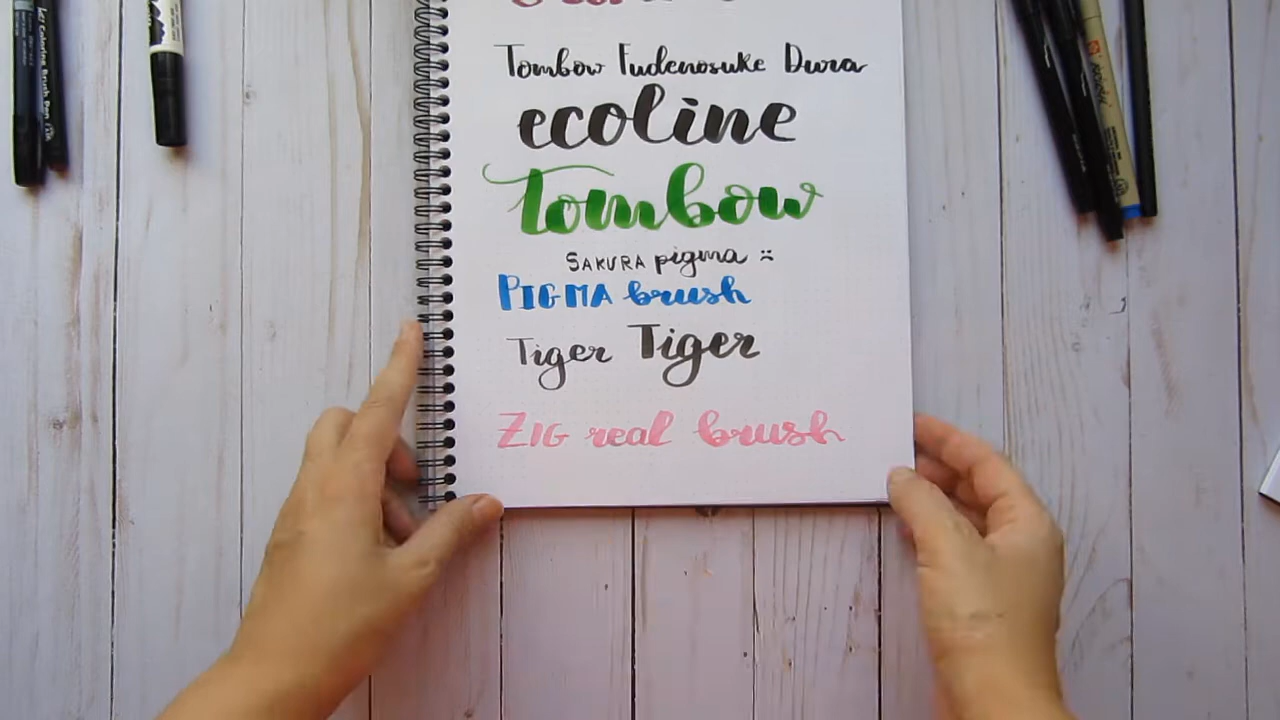 Tombow Fudenosuke Dura
ecoline
Tombow
SAKURA pigma :(
PIGMA brush
Tiger Tiger
ZIG real brush